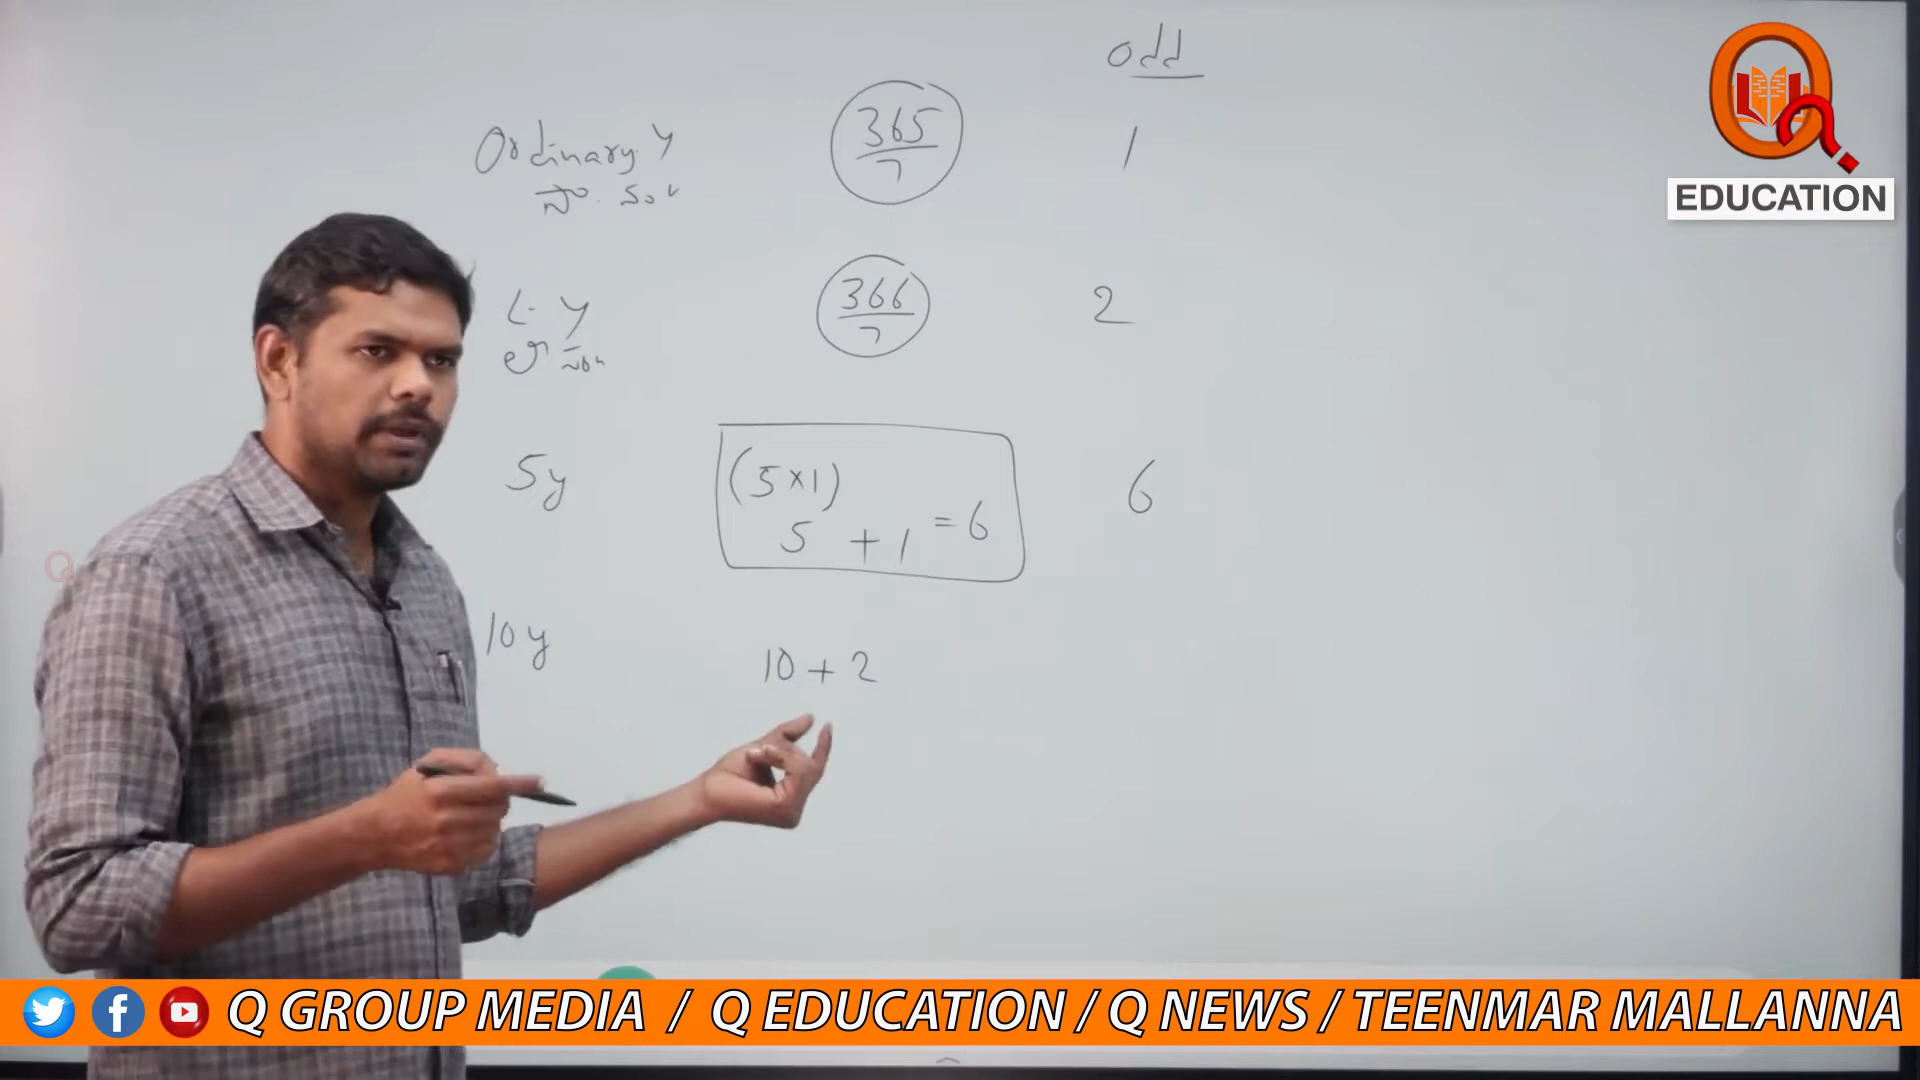 odd
Ordinary y
365/7
1
సా. సం॥
L- y
366/7
2
లీ సం॥
5y
(5×1)
5 + 1 = 6
6
10y
10 + 2
Q
EDUCATION
Q GROUP MEDIA / Q EDUCATION / Q NEWS / TEENMAR MALLANNA